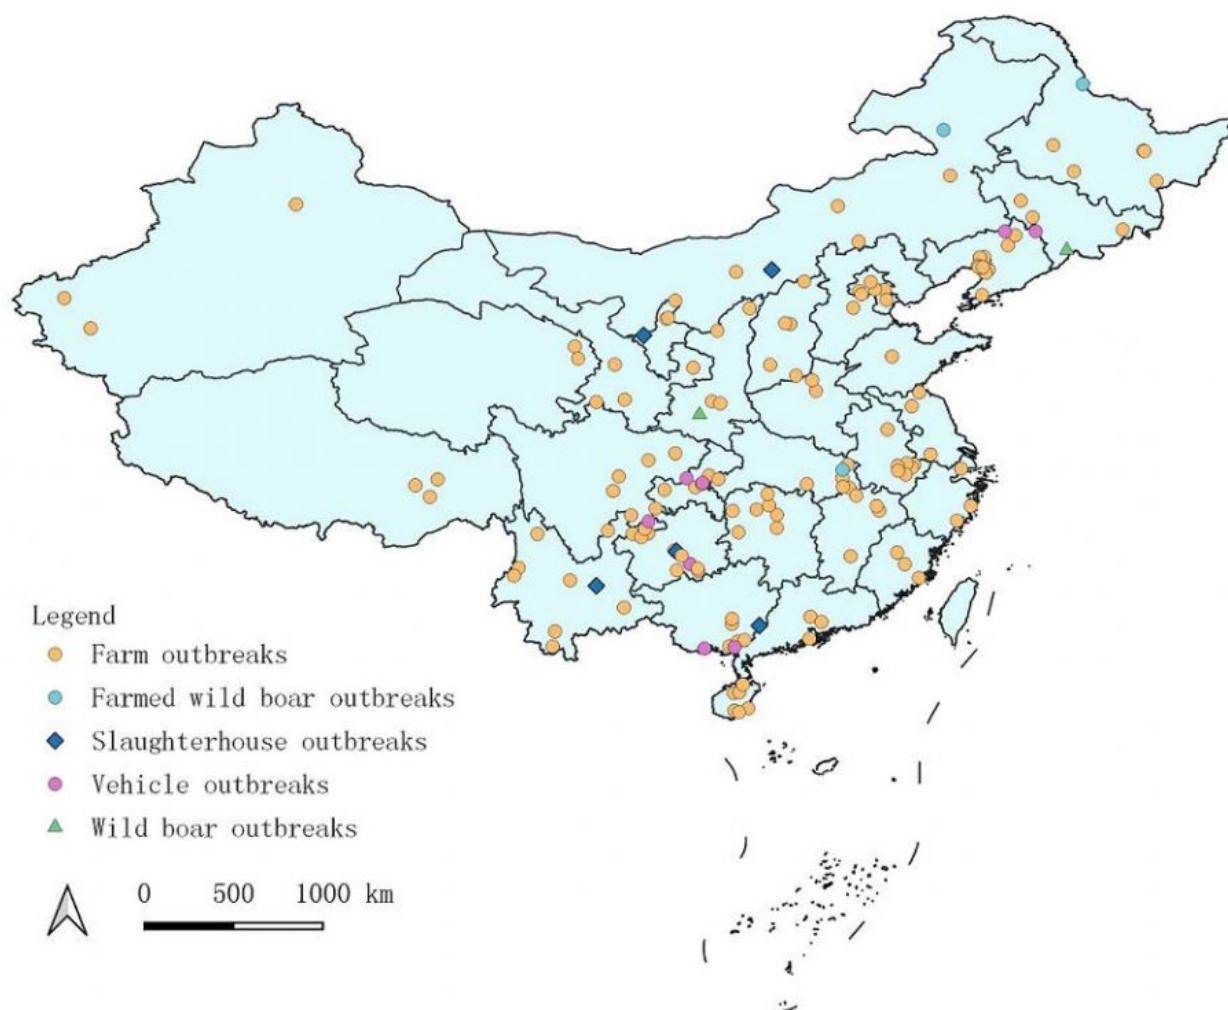 Legend
Farm outbreaks
Farmed wild boar outbreaks
Slaughterhouse outbreaks
Vehicle outbreaks
Wild boar outbreaks
0 500 1000 km